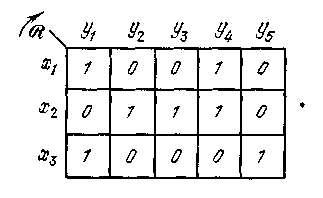 ℛ y₁ y₂ y₃ y₄ y₅
x₁ 1 0 0 1 0
x₂ 0 1 1 1 0
x₃ 1 0 0 0 1